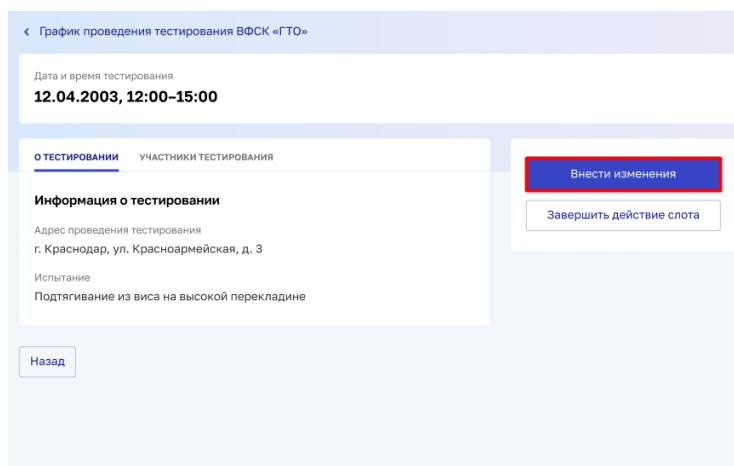 График проведения тестирования ВФСК «ГТО»
Дата и время тестирования
12.04.2003, 12:00–15:00
О ТЕСТИРОВАНИИ УЧАСТНИКИ ТЕСТИРОВАНИЯ
Информация о тестировании
Адрес проведения тестирования
г. Краснодар, ул. Красноармейская, д. 3
Испытание
Подтягивание из виса на высокой перекладине
Внести изменения
Завершить действие слота
Назад